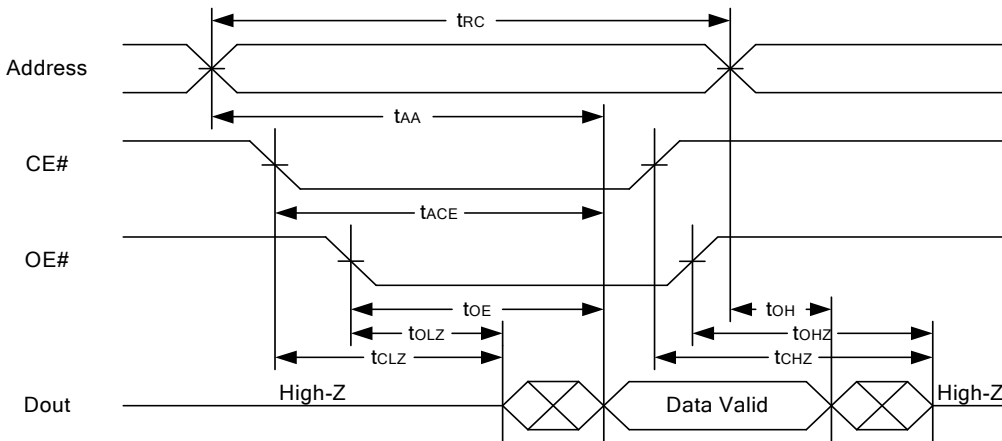 tRC
Address
tAA
CE#
tACE
OE#
tOE
tOH
tOLZ
tOHZ
tCLZ
tCHZ
High-Z
Data Valid
High-Z
Dout